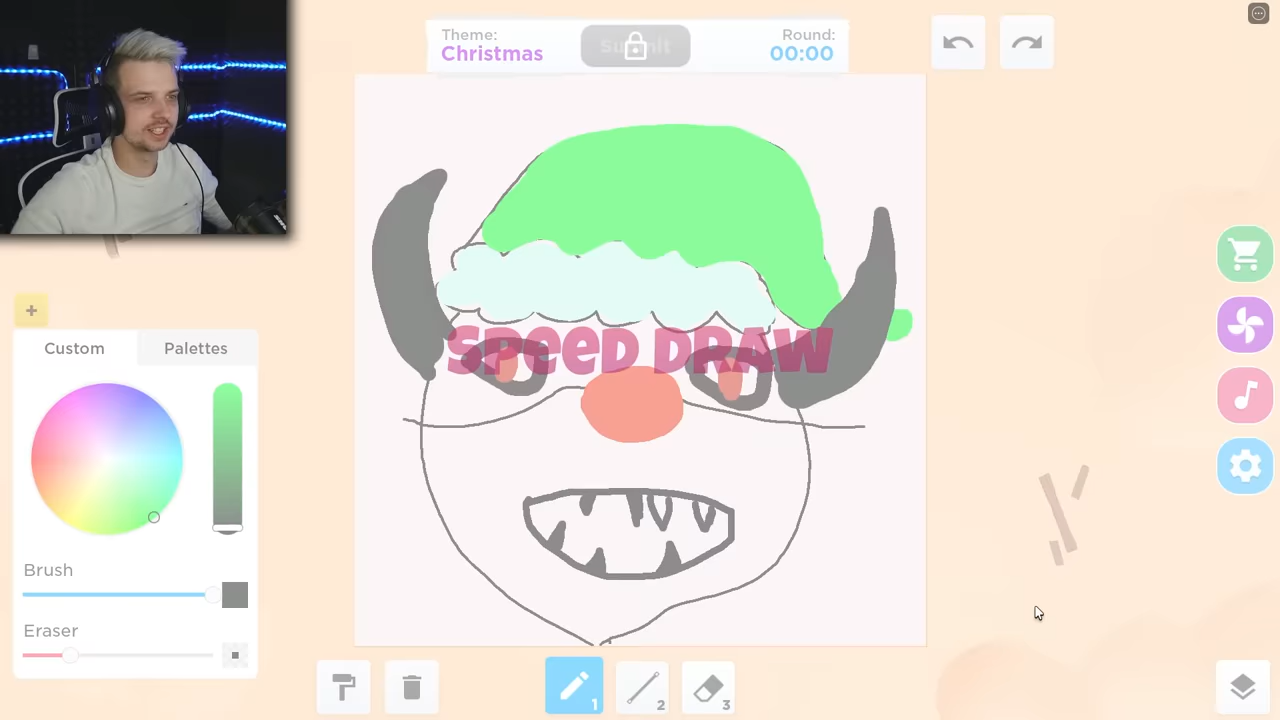 Theme:
Christmas
Submit
Round:
00:00
SPEED DRAW
+
Custom
Palettes
Brush
Eraser
1
2
3